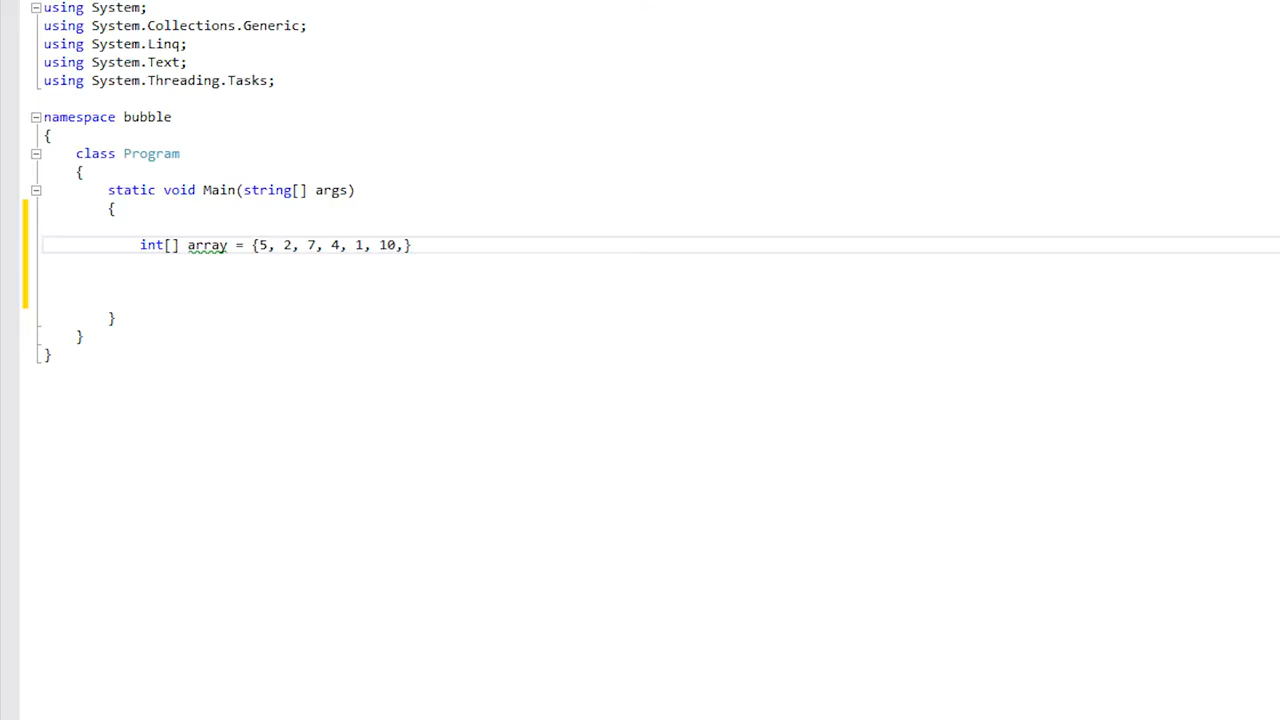 using System;
using System.Collections.Generic;
using System.Linq;
using System.Text;
using System.Threading.Tasks;
namespace bubble
{
class Program
{
static void Main(string[] args)
{
int[] array = {5, 2, 7, 4, 1, 10,}
}
}
}